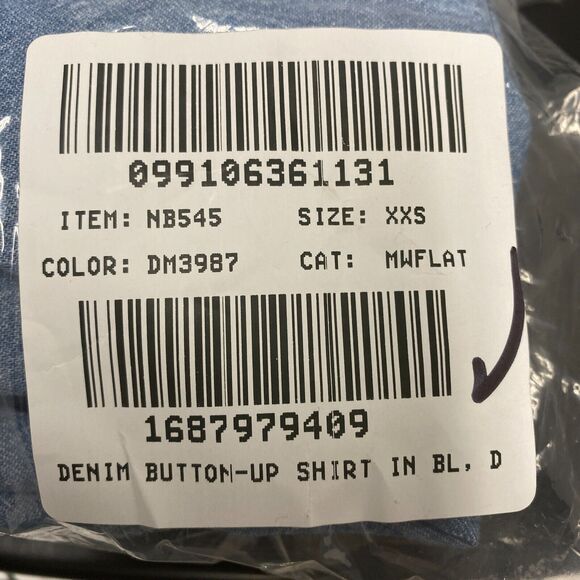 099106361131
ITEM: NB545 SIZE: XXS
COLOR: DM3987 CAT: MWFLAT
1687979409
DENIM BUTTON-UP SHIRT IN BL, D